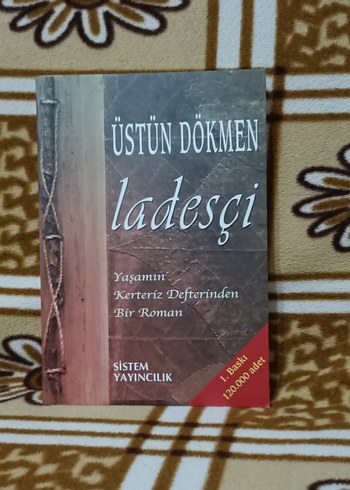 ÜSTÜN DÖKMEN
ladesçi
Yaşamın
Kerteriz Defterinden
Bir Roman
SİSTEM
YAYINCILIK
1. Baskı
120.000 adet